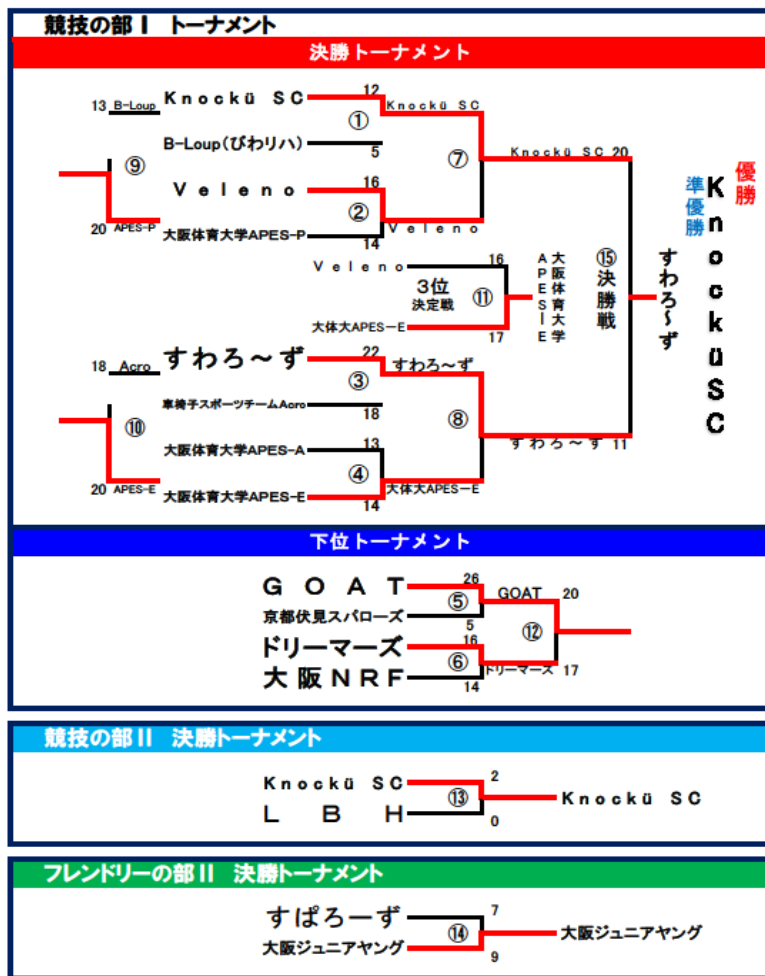 競技の部Ⅰ トーナメント
決勝トーナメント
13 B-Loup
Knockü SC 12
Knockü SC
①
B-Loup(びわリハ) 5
⑨
⑦
Knockü SC 20
Veleno 16
②
Veleno
20 APES-P
大阪体育大学APES-P 14
Veleno 16
3位
決定戦
⑪
大体大APES-E 17
大阪体育大学
APES-E
⑮決勝戦
優勝
KnocküSC
準優勝
すわろ~ず
18 Acro
すわろ~ず 22
すわろ~ず
③
車椅子スポーツチームAcro 18
⑩
⑧
大阪体育大学APES-A 13
すわろ~ず 11
④
20 APES-E
大阪体育大学APES-E 14
大体大APES-E
下位トーナメント
GOAT 26
GOAT 20
⑤
京都伏見スパローズ 5
⑫
ドリーマーズ 16
⑥
ドリーマーズ 17
大阪NRF 14
競技の部Ⅱ 決勝トーナメント
Knockü SC 2
⑬
Knockü SC
LBH 0
フレンドリーの部Ⅱ 決勝トーナメント
すぱろーず 7
⑭
大阪ジュニアヤング
大阪ジュニアヤング 9